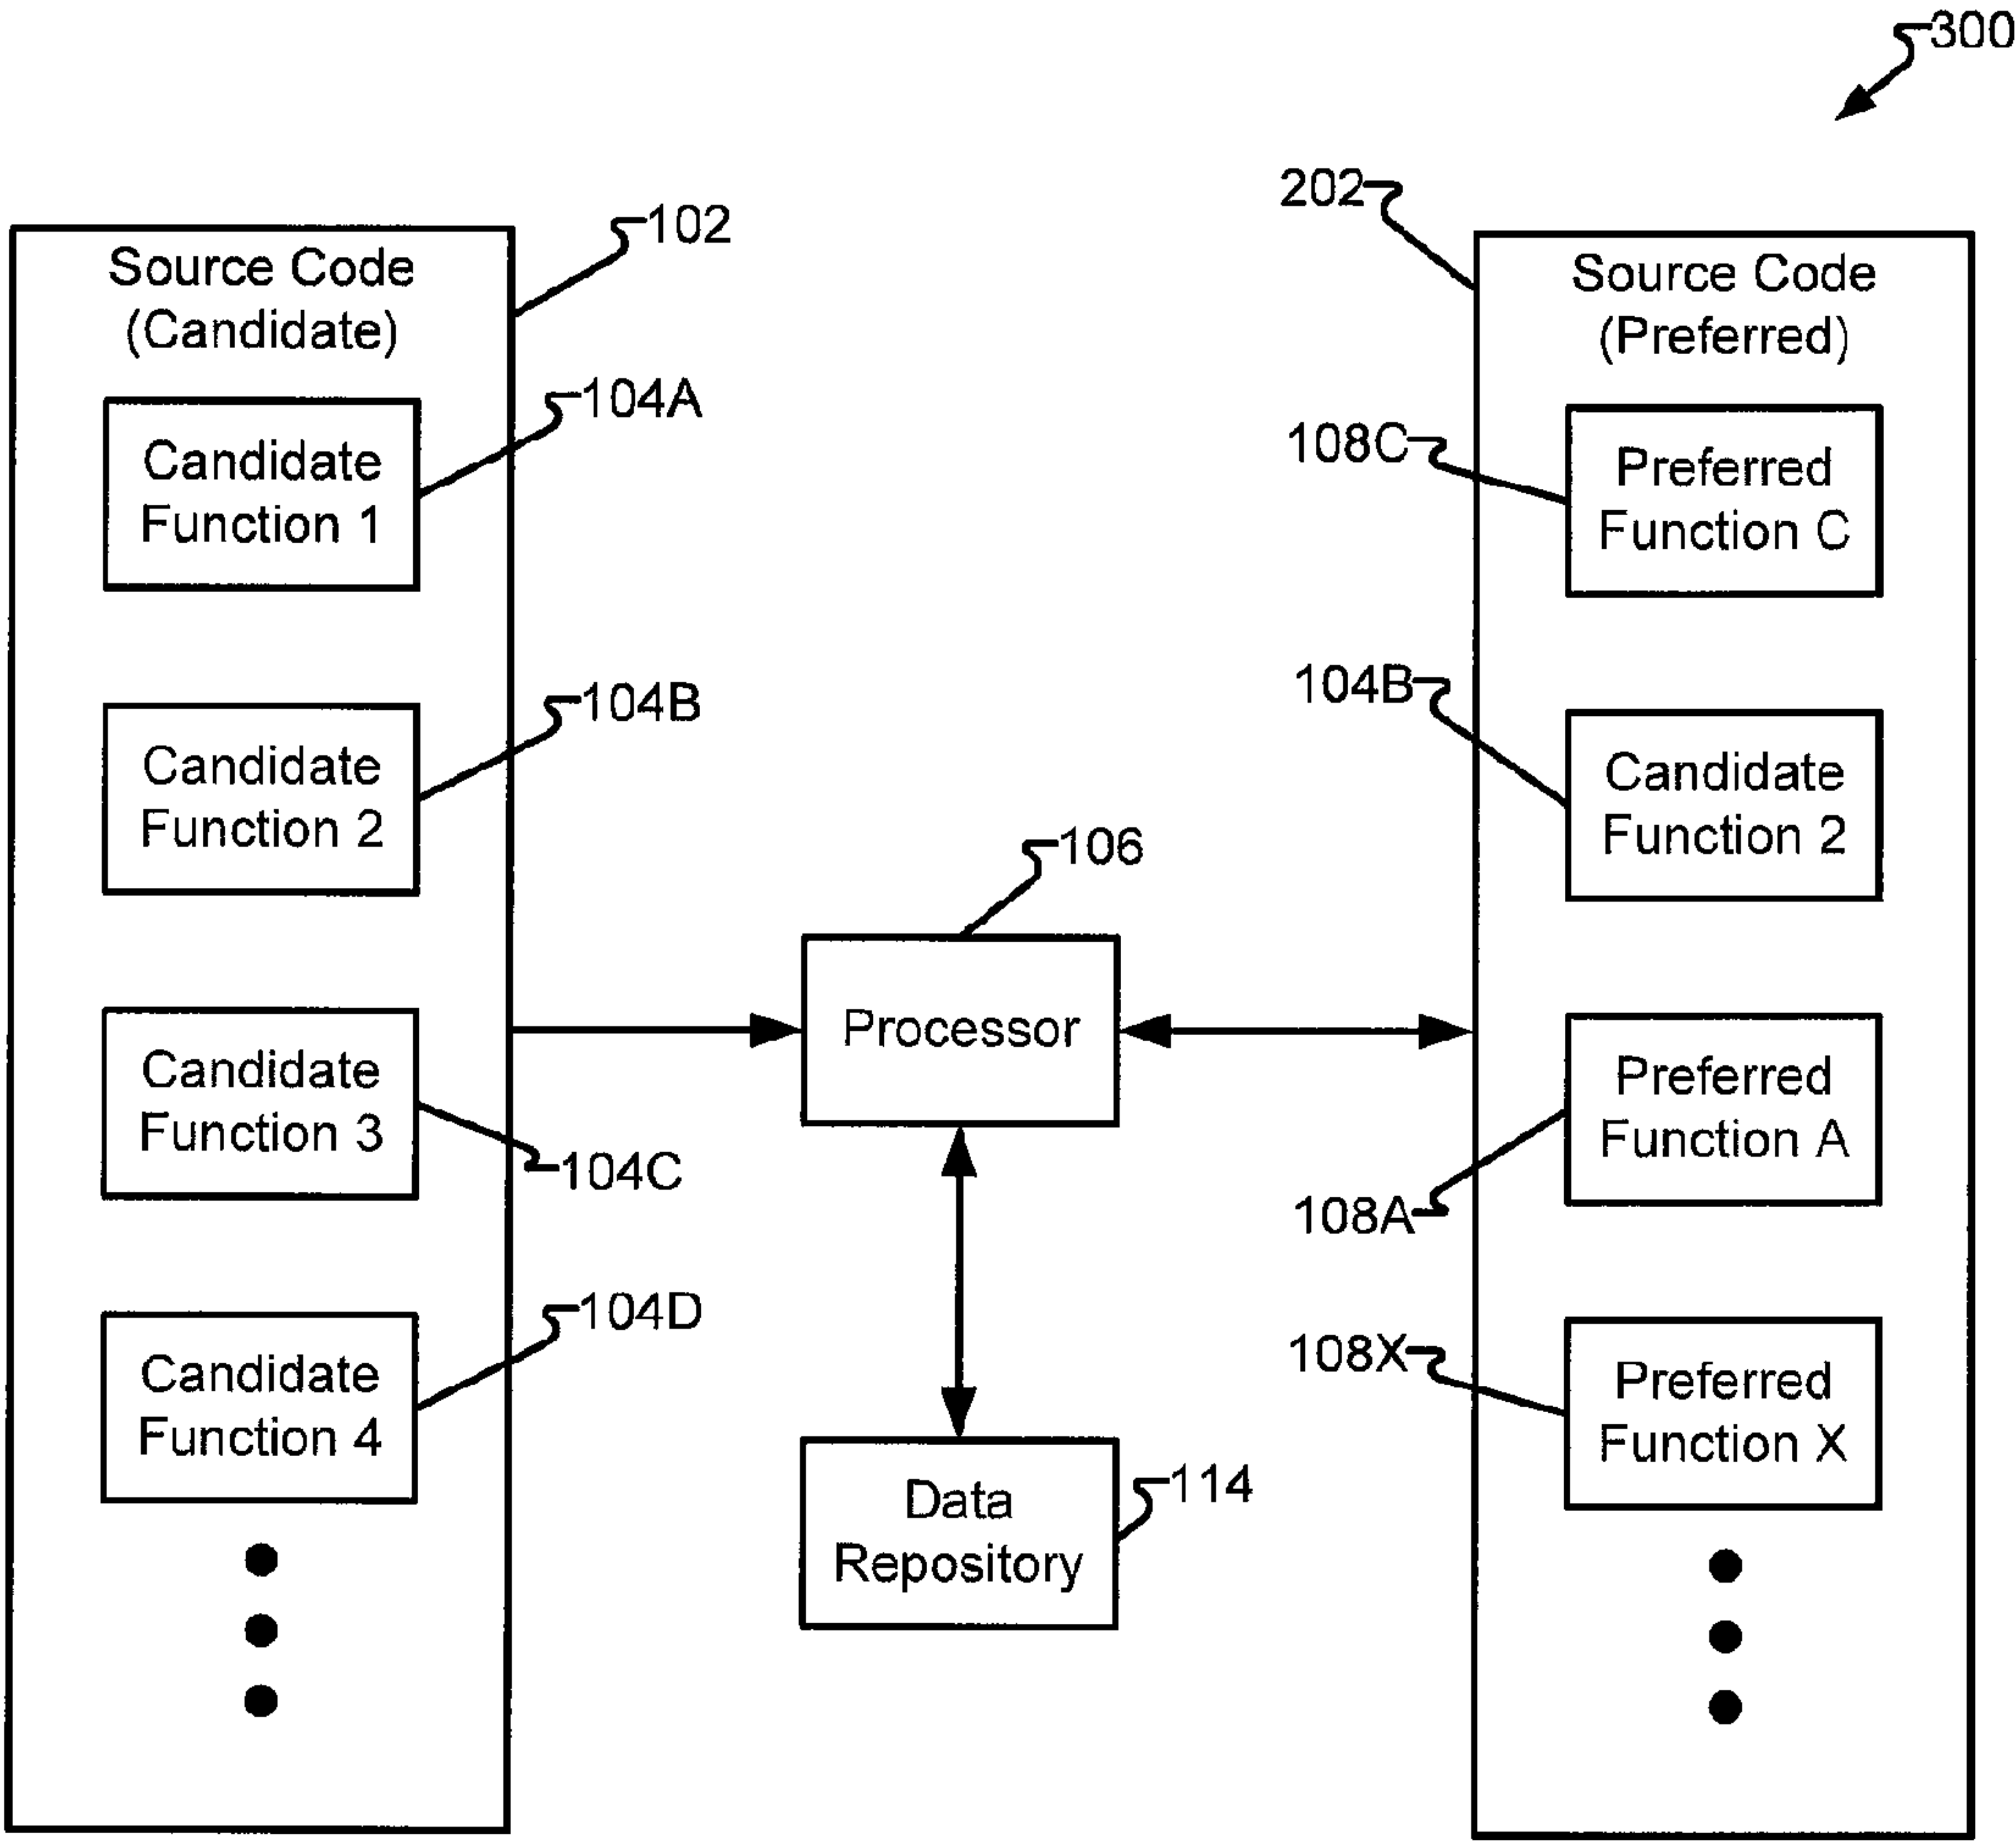 300
102
Source Code
(Candidate)
104A
Candidate
Function 1
104B
Candidate
Function 2
Candidate
Function 3
104C
104D
Candidate
Function 4
106
Processor
Data
Repository
114
202
Source Code
(Preferred)
108C
Preferred
Function C
104B
Candidate
Function 2
Preferred
Function A
108A
108X
Preferred
Function X